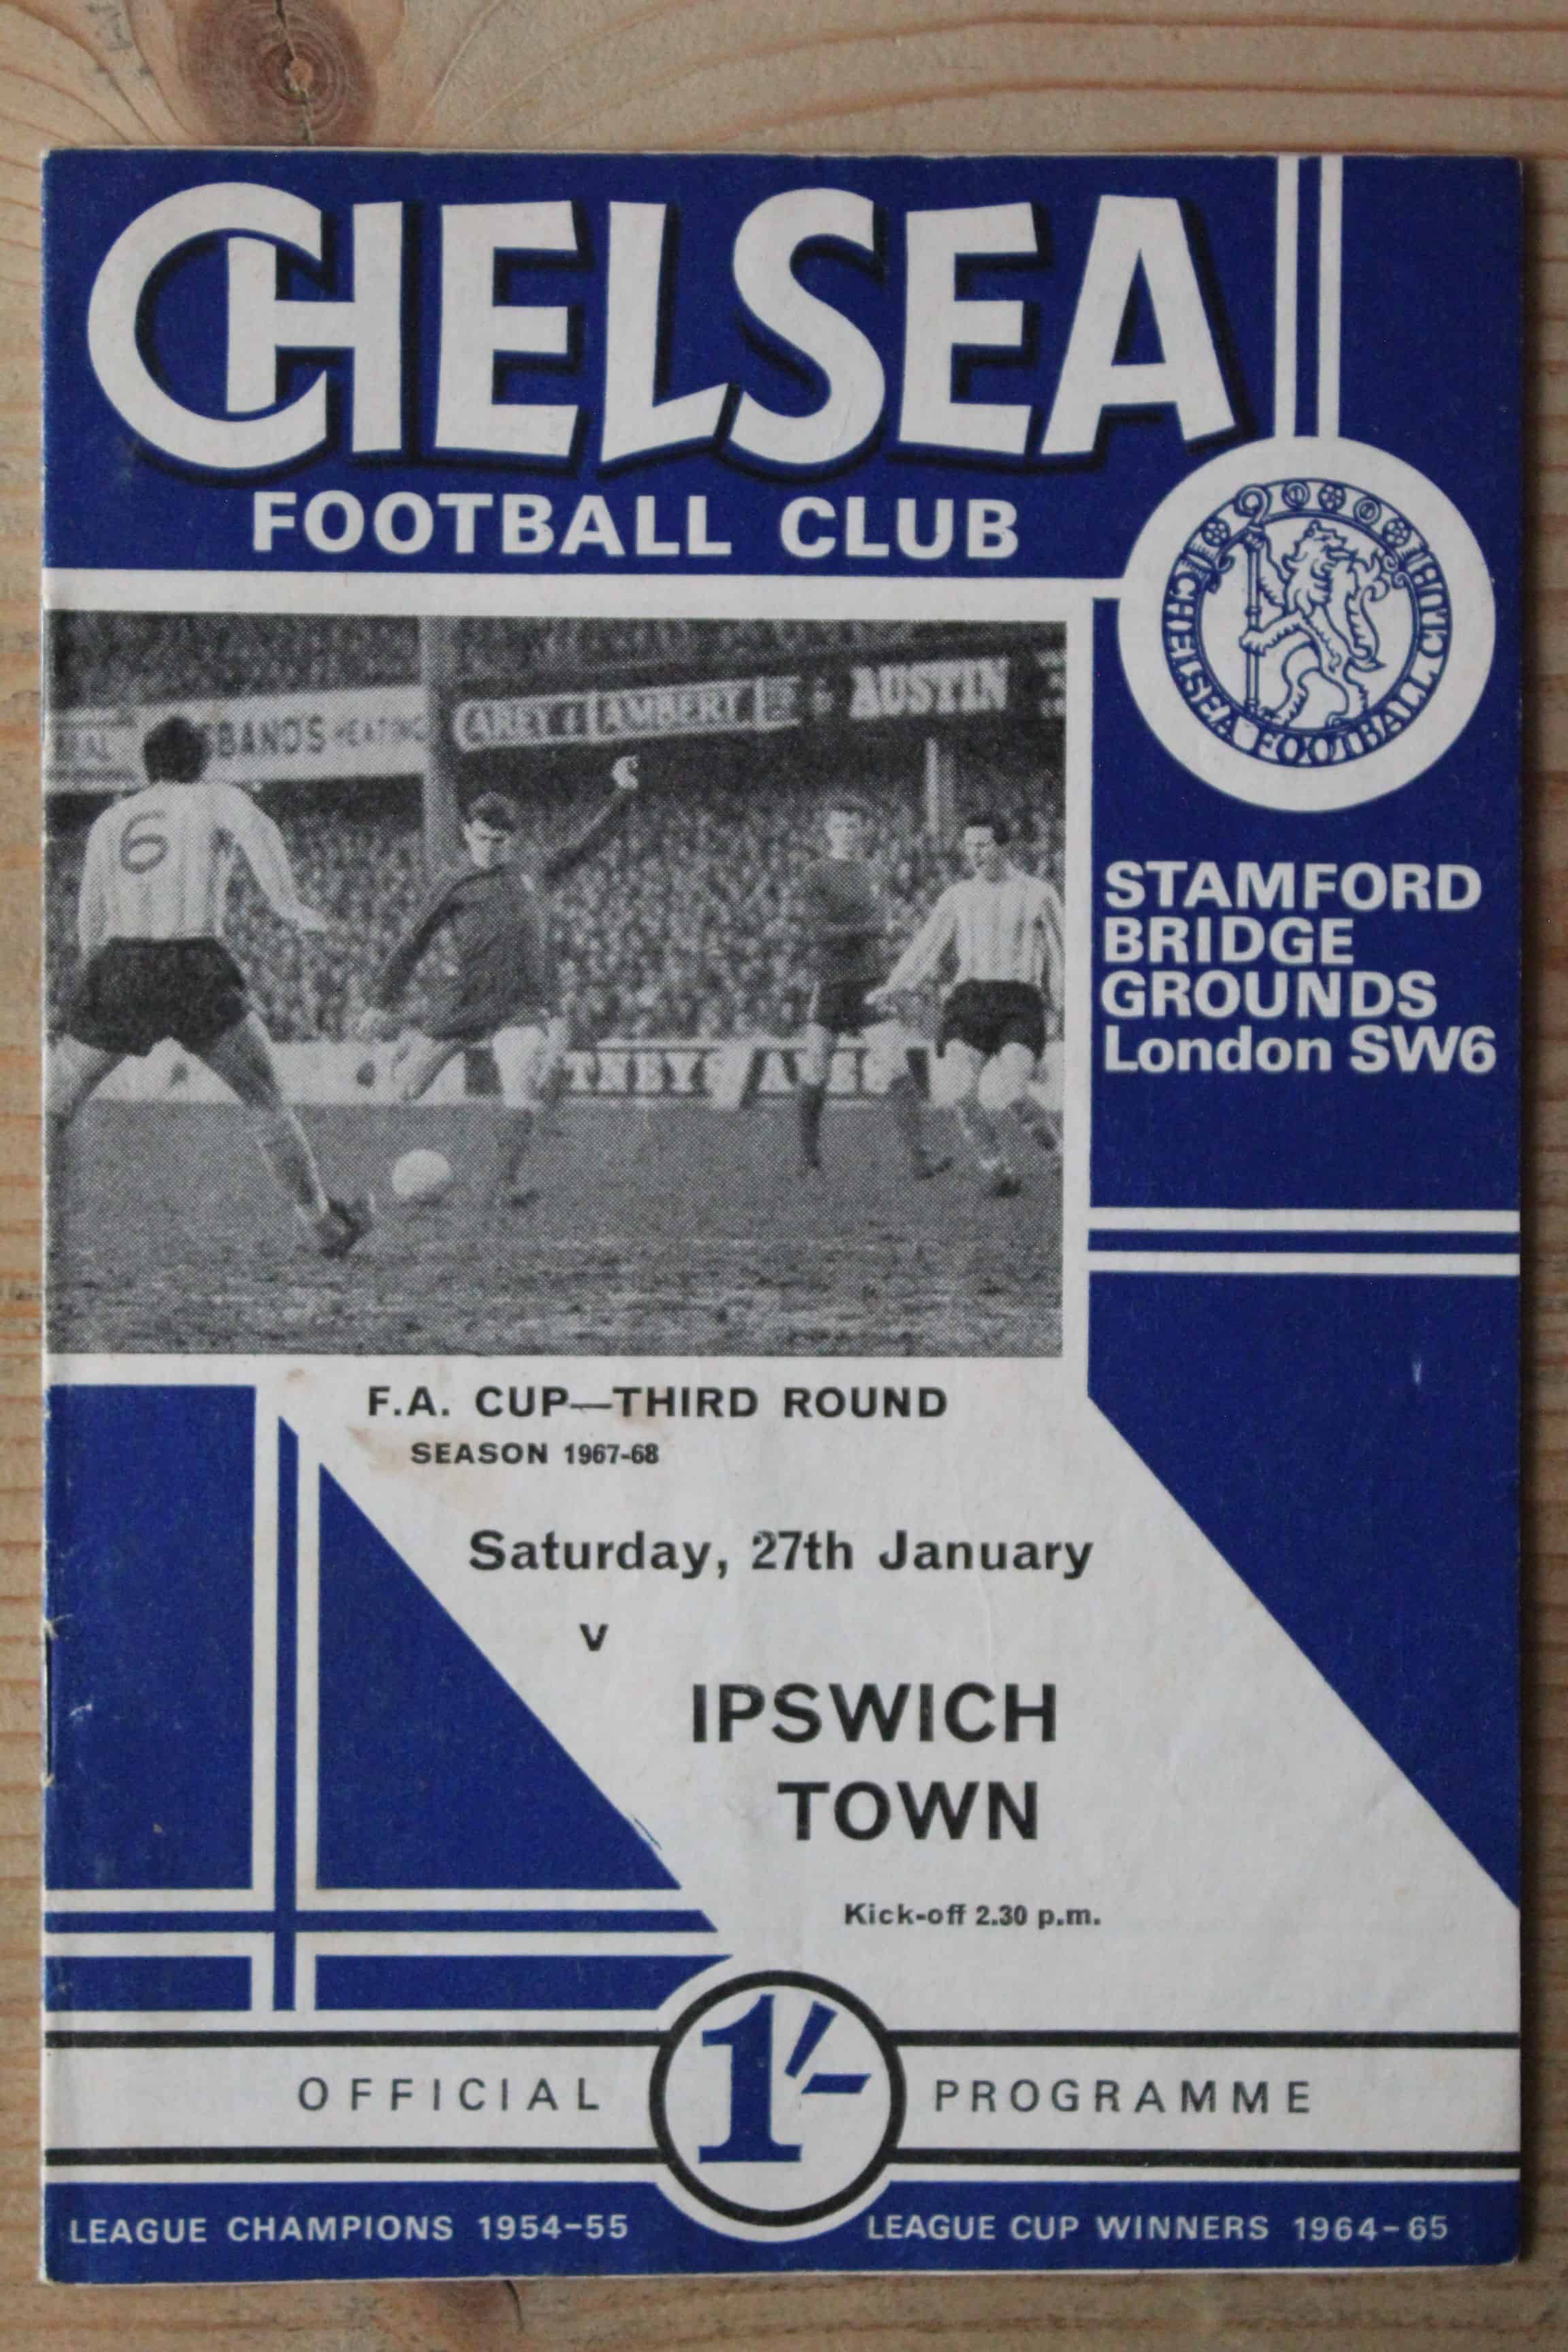 CHELSEA
FOOTBALL CLUB
CHELSEA FOOTBALL CLUB
HEATING
CAREY & LAMBERT LTD
AUSTIN
6
STAMFORD
BRIDGE
GROUNDS
London SW6
F.A. CUP—THIRD ROUND
SEASON 1967-68
Saturday, 27th January
v
IPSWICH
TOWN
Kick-off 2.30 p.m.
OFFICIAL 1/- PROGRAMME
LEAGUE CHAMPIONS 1954-55
LEAGUE CUP WINNERS 1964-65